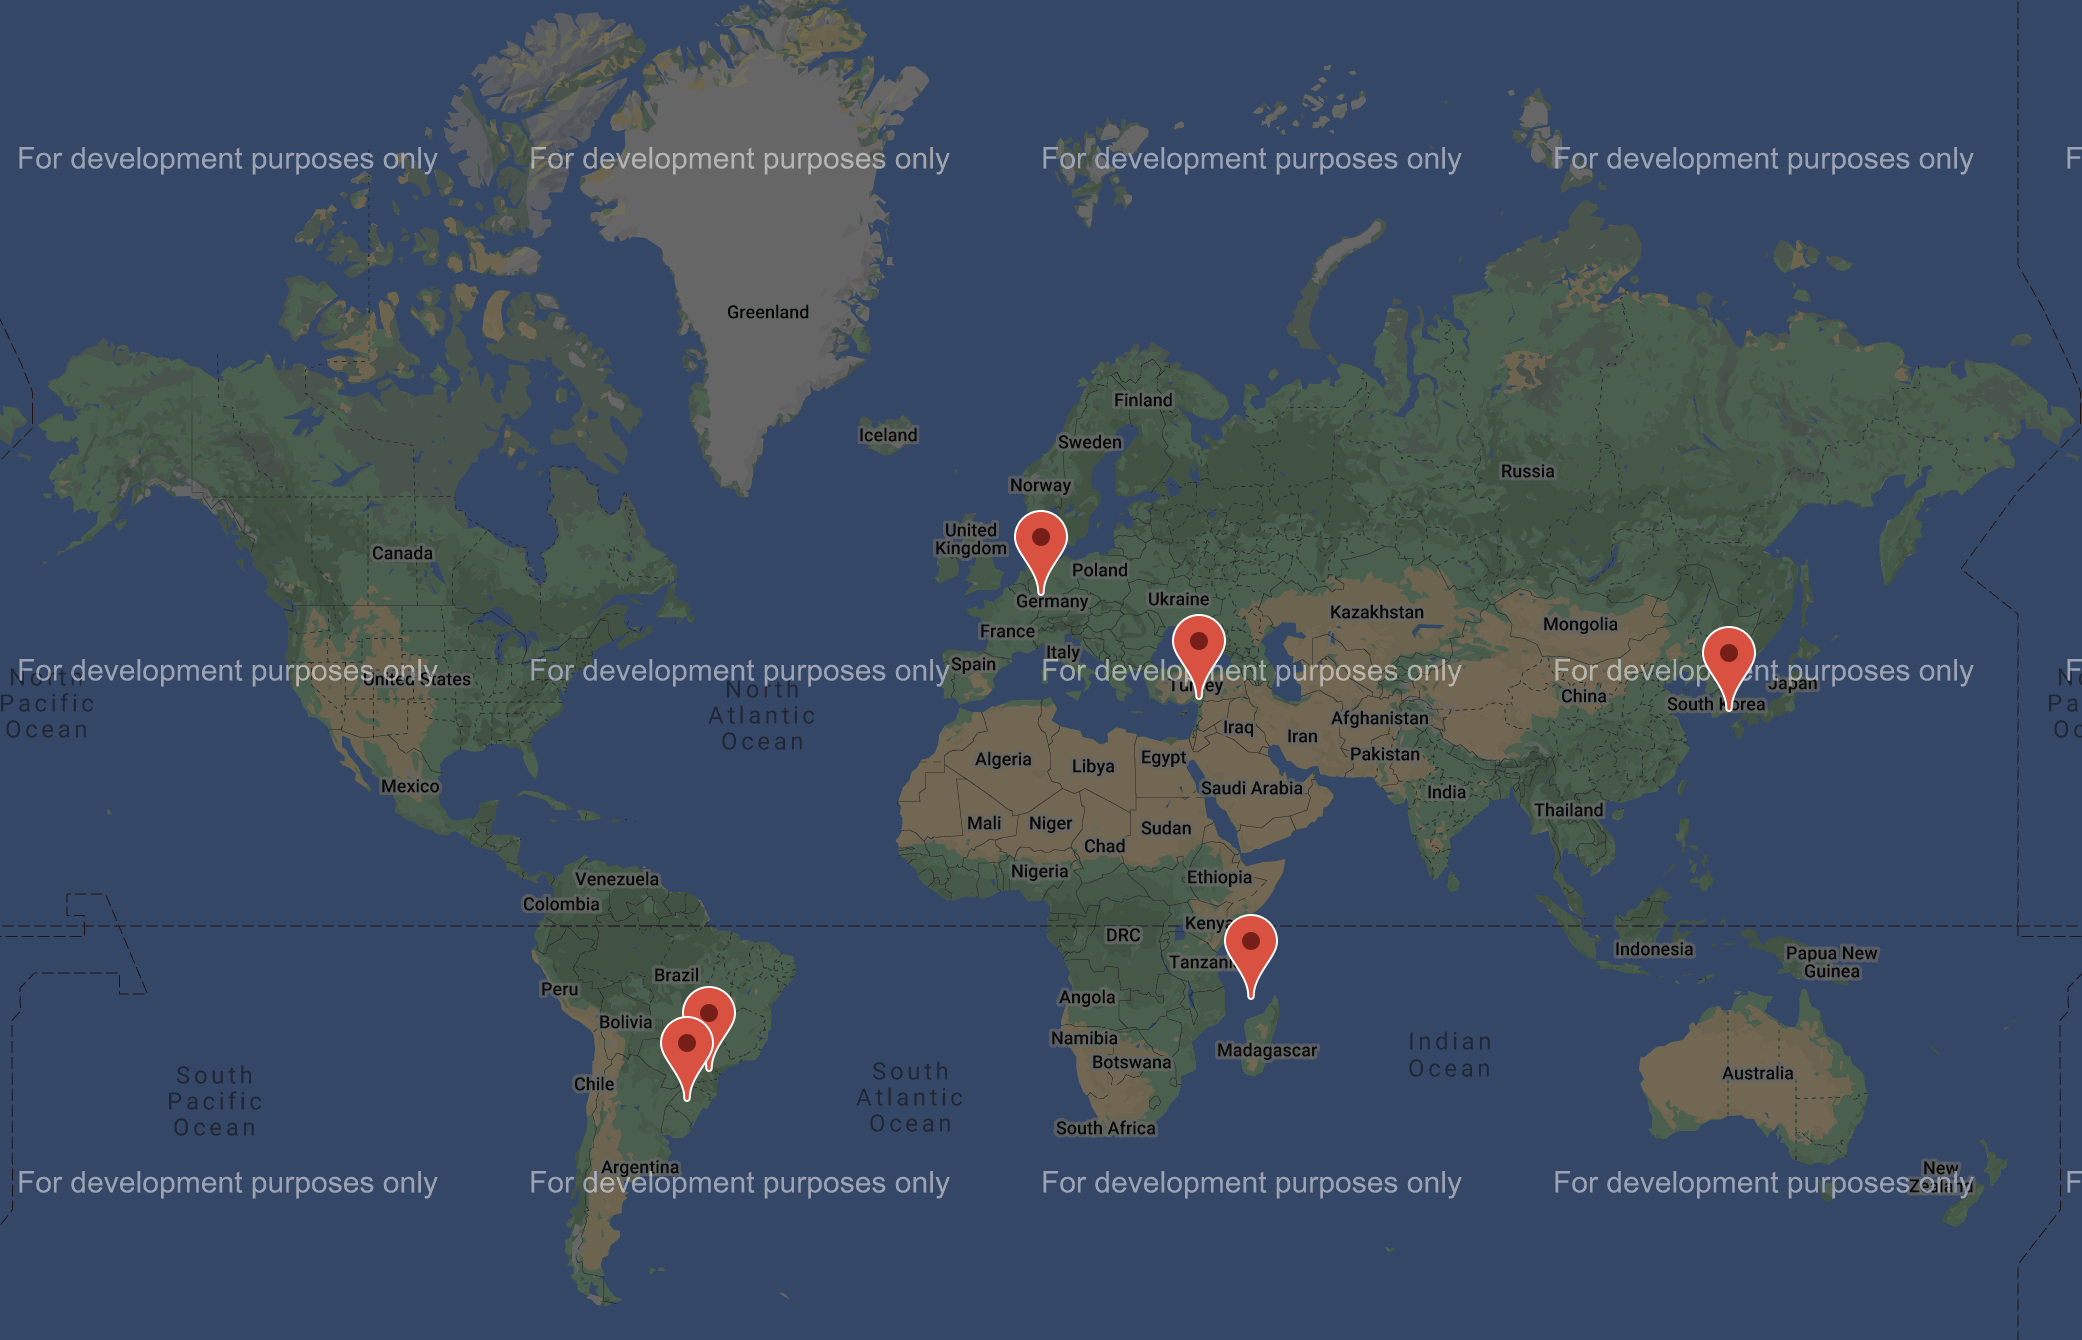 For development purposes only
For development purposes only
For development purposes only
For development purposes only
F
Greenland
Finland
Iceland
Sweden
Norway
Russia
United
Kingdom
Canada
Poland
Germany
Ukraine
Kazakhstan
Mongolia
France
Italy
Spain
For development purposes only
For development purposes only
For development purposes only
For development purposes only
F
United States
Turkey
China
South Korea
Japan
North
Pacific
Ocean
North
Atlantic
Ocean
Afghanistan
Iraq
Iran
Pakistan
Algeria
Libya
Egypt
Saudi Arabia
India
Mexico
Thailand
Mali
Niger
Sudan
Chad
Nigeria
Ethiopia
Venezuela
Colombia
Kenya
DRC
Tanzani
Indonesia
Papua New
Guinea
Brazil
Peru
Angola
Bolivia
Namibia
Botswana
Madagascar
Indian
Ocean
Australia
Chile
South
Pacific
Ocean
South
Atlantic
Ocean
South Africa
Argentina
New
Zealand
For development purposes only
For development purposes only
For development purposes only
For development purposes only
F